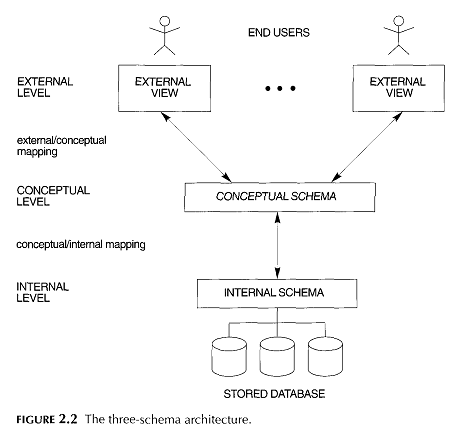 END USERS
EXTERNAL
LEVEL
EXTERNAL
VIEW
EXTERNAL
VIEW
external/conceptual
mapping
CONCEPTUAL
LEVEL
CONCEPTUAL SCHEMA
conceptual/internal mapping
INTERNAL
LEVEL
INTERNAL SCHEMA
STORED DATABASE
FIGURE 2.2 The three-schema architecture.